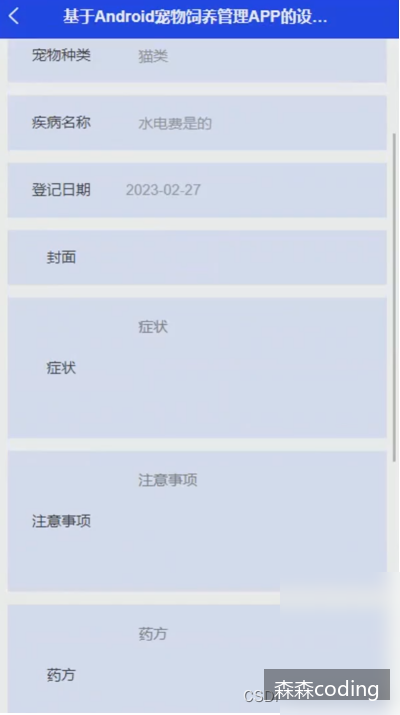 基于Android宠物饲养管理APP的设...
宠物种类 猫类
疾病名称 水电费是的
登记日期 2023-02-27
封面
症状
症状
注意事项
注意事项
药方
药方
森森coding